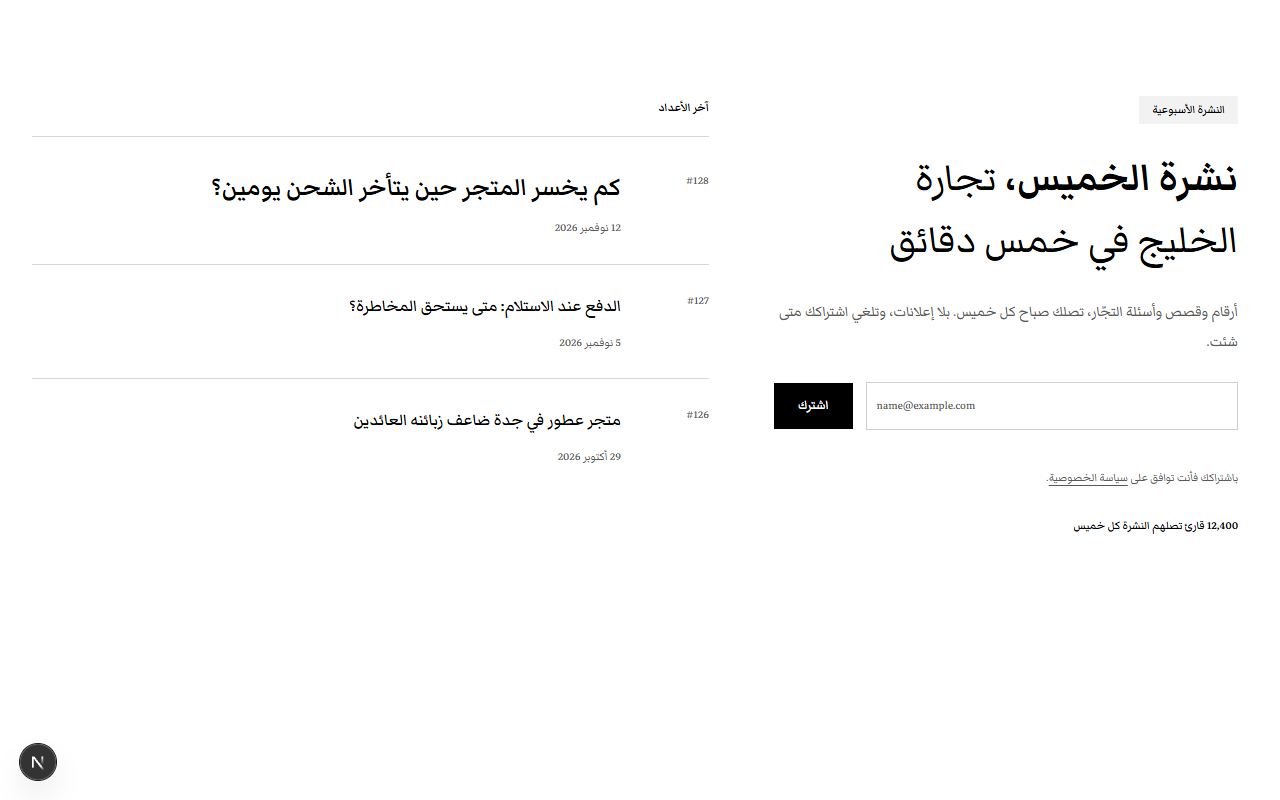 النشرة الأسبوعية
نشرة الخميس، تجارة
الخليج في خمس دقائق
أرقام وقصص وأسئلة التجّار، تصلك صباح كل خميس. بلا إعلانات، وتلغي اشتراكك متى
شئت.
name@example.com
اشترك
باشتراكك فأنت توافق على سياسة الخصوصية.
12,400 قارئ تصلهم النشرة كل خميس
آخر الأعداد
#128
كم يخسر المتجر حين يتأخر الشحن يومين؟
12 نوفمبر 2026
#127
الدفع عند الاستلام: متى يستحق المخاطرة؟
5 نوفمبر 2026
#126
متجر عطور في جدة ضاعف زبائنه العائدين
29 أكتوبر 2026
N